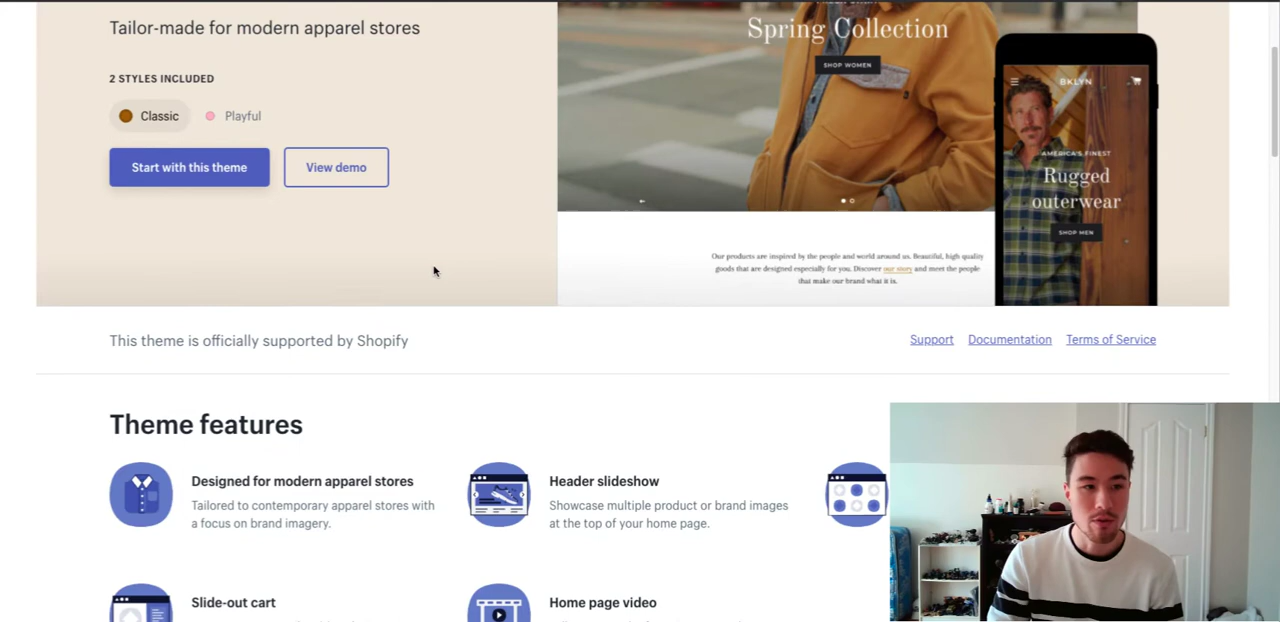 Tailor-made for modern apparel stores
2 STYLES INCLUDED
Classic
Playful
Start with this theme
View demo
Spring Collection
SHOP WOMEN
BKLYN
AMERICA'S FINEST
Rugged
outerwear
SHOP MEN
Our products are inspired by the people and world around us. Beautiful, high quality
goods that are designed especially for you. Discover our story and meet the people
that make our brand what it is.
This theme is officially supported by Shopify
Support
Documentation
Terms of Service
Theme features
Designed for modern apparel stores
Tailored to contemporary apparel stores with
a focus on brand imagery.
Header slideshow
Showcase multiple product or brand images
at the top of your home page.
Slide-out cart
Home page video